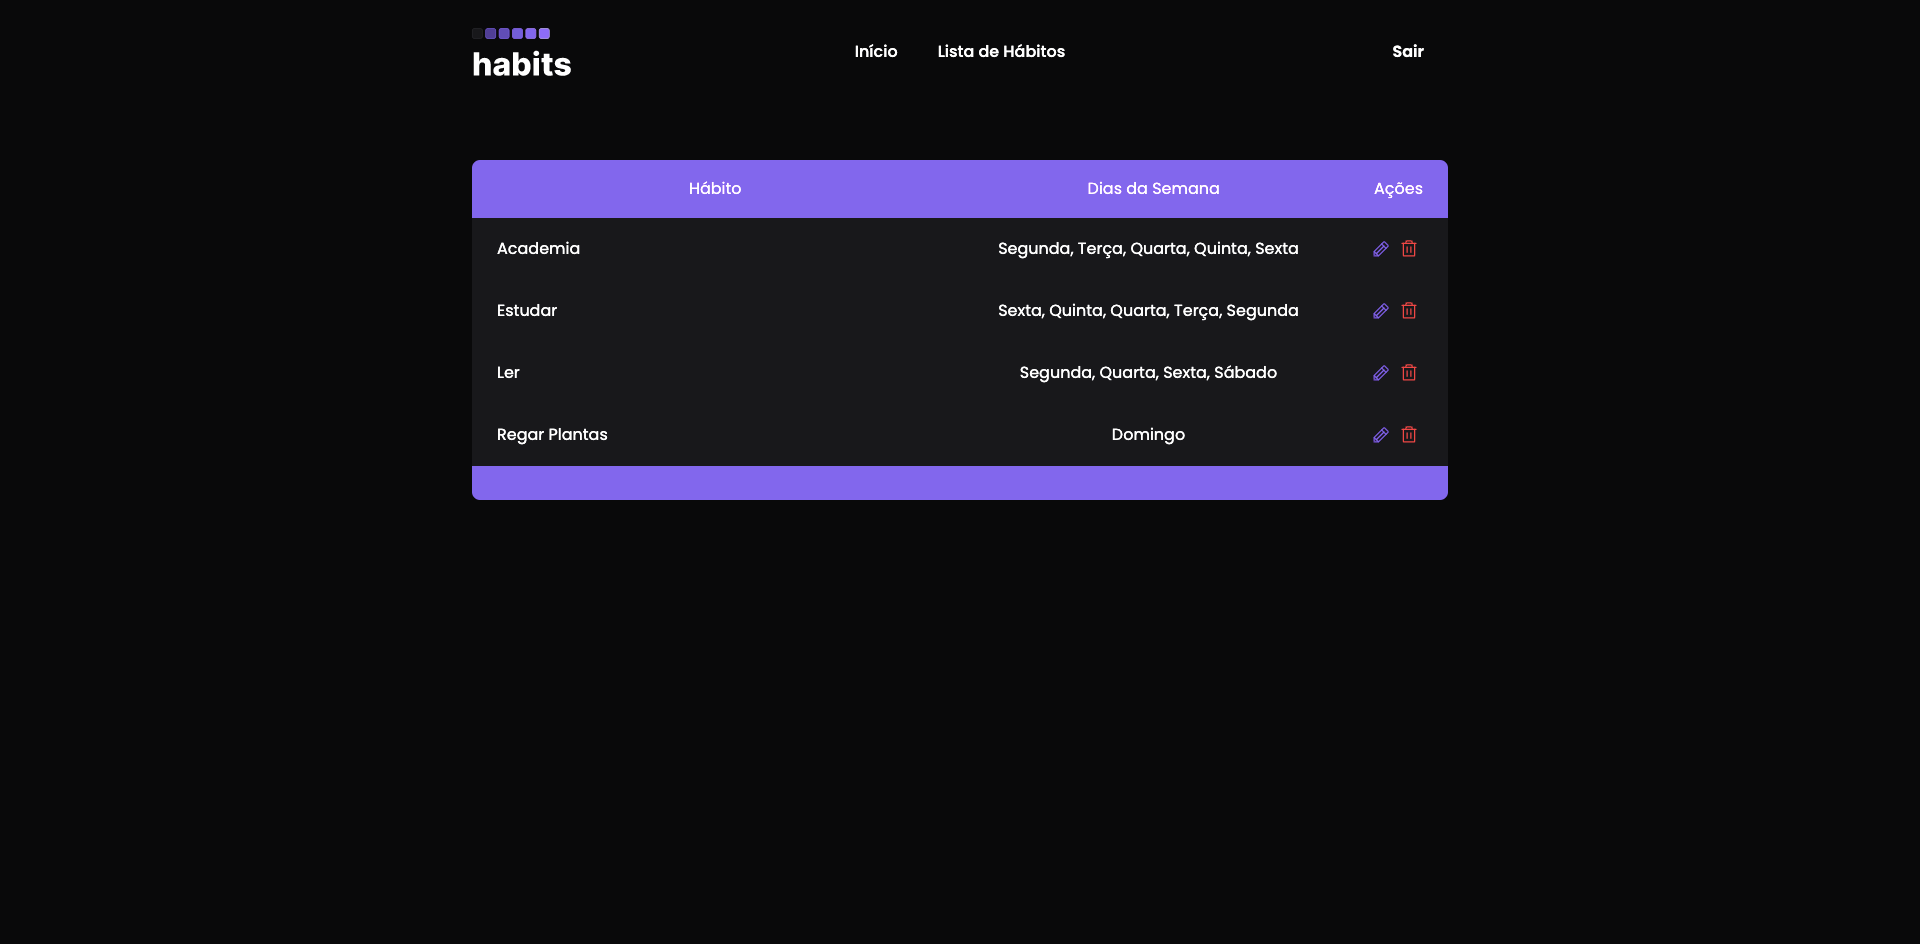 habits
Início Lista de Hábitos Sair
Hábito Dias da Semana Ações
Academia Segunda, Terça, Quarta, Quinta, Sexta
Estudar Sexta, Quinta, Quarta, Terça, Segunda
Ler Segunda, Quarta, Sexta, Sábado
Regar Plantas Domingo